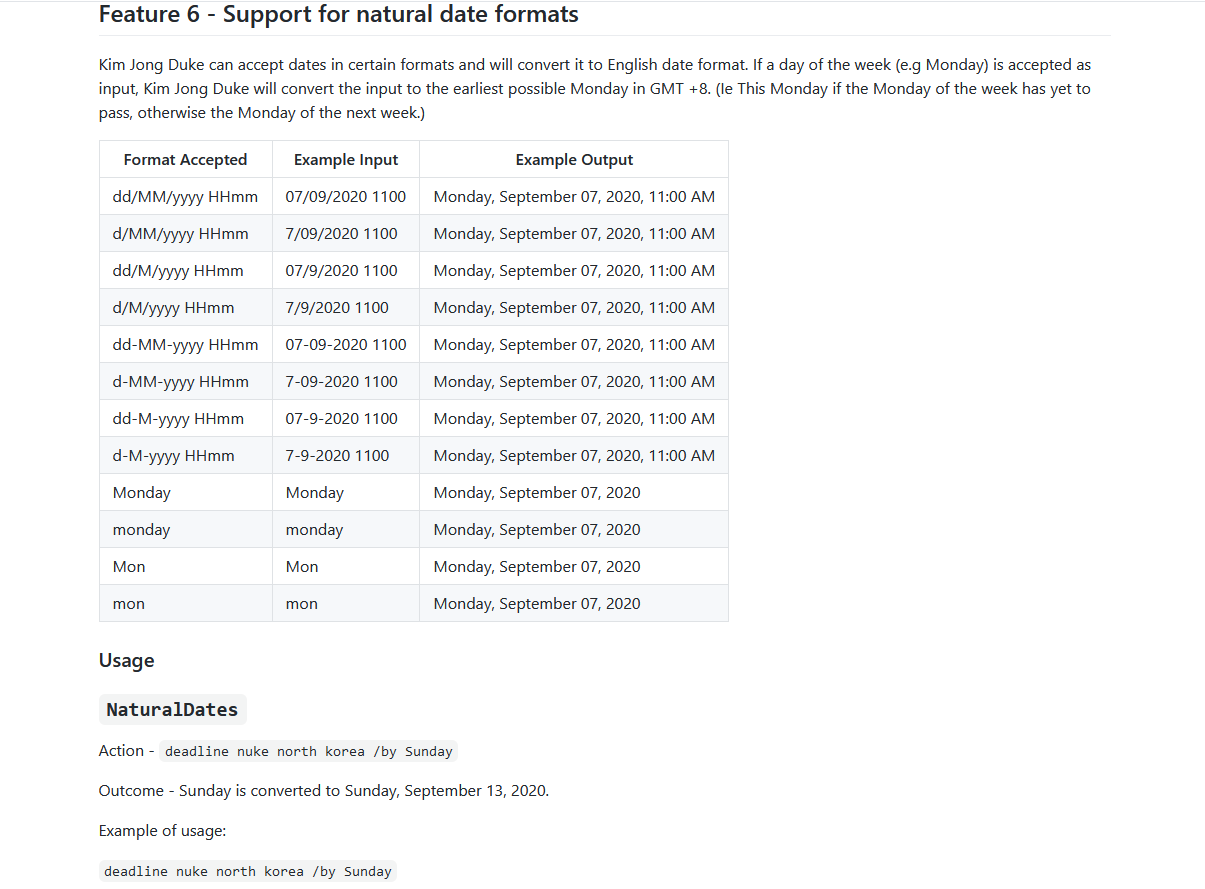 Feature 6 - Support for natural date formats
Kim Jong Duke can accept dates in certain formats and will convert it to English date format. If a day of the week (e.g Monday) is accepted as
input, Kim Jong Duke will convert the input to the earliest possible Monday in GMT +8. (Ie This Monday if the Monday of the week has yet to
pass, otherwise the Monday of the next week.)
Format Accepted Example Input Example Output
dd/MM/yyyy HHmm 07/09/2020 1100 Monday, September 07, 2020, 11:00 AM
d/MM/yyyy HHmm 7/09/2020 1100 Monday, September 07, 2020, 11:00 AM
dd/M/yyyy HHmm 07/9/2020 1100 Monday, September 07, 2020, 11:00 AM
d/M/yyyy HHmm 7/9/2020 1100 Monday, September 07, 2020, 11:00 AM
dd-MM-yyyy HHmm 07-09-2020 1100 Monday, September 07, 2020, 11:00 AM
d-MM-yyyy HHmm 7-09-2020 1100 Monday, September 07, 2020, 11:00 AM
dd-M-yyyy HHmm 07-9-2020 1100 Monday, September 07, 2020, 11:00 AM
d-M-yyyy HHmm 7-9-2020 1100 Monday, September 07, 2020, 11:00 AM
Monday Monday Monday, September 07, 2020
monday monday Monday, September 07, 2020
Mon Mon Monday, September 07, 2020
mon mon Monday, September 07, 2020
Usage
NaturalDates
Action - deadline nuke north korea /by Sunday
Outcome - Sunday is converted to Sunday, September 13, 2020.
Example of usage:
deadline nuke north korea /by Sunday